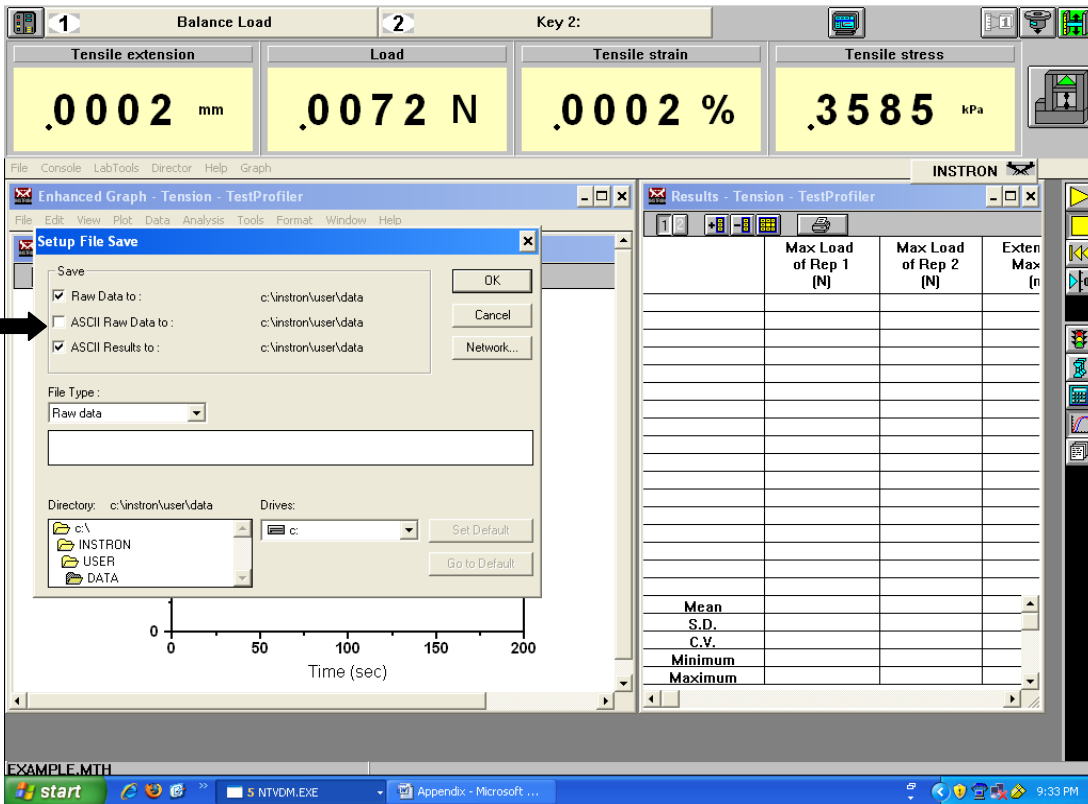 1 Balance Load 2 Key 2:
Tensile extension Load Tensile strain Tensile stress
.0002 mm .0072 N .0002 % .3585 kPa
File Console LabTools Director Help Graph
INSTRON
Enhanced Graph - Tension - TestProfiler
File Edit View Plot Data Analysis Tools Format Window Help
Setup File Save
Save
Raw Data to : c:\instron\user\data
ASCII Raw Data to : c:\instron\user\data
ASCII Results to : c:\instron\user\data
OK
Cancel
Network...
File Type :
Raw data
Directory: c:\instron\user\data Drives:
c:\
INSTRON
USER
DATA
c:
Set Default
Go to Default
0
0 50 100 150 200
Time (sec)
Results - Tension - TestProfiler
1 2
Max Load of Rep 1 (N)
Max Load of Rep 2 (N)
Mean
S.D.
C.V.
Minimum
Maximum
EXAMPLE.MTH
start 5 NTVDM.EXE Appendix - Microsoft ... 9:33 PM